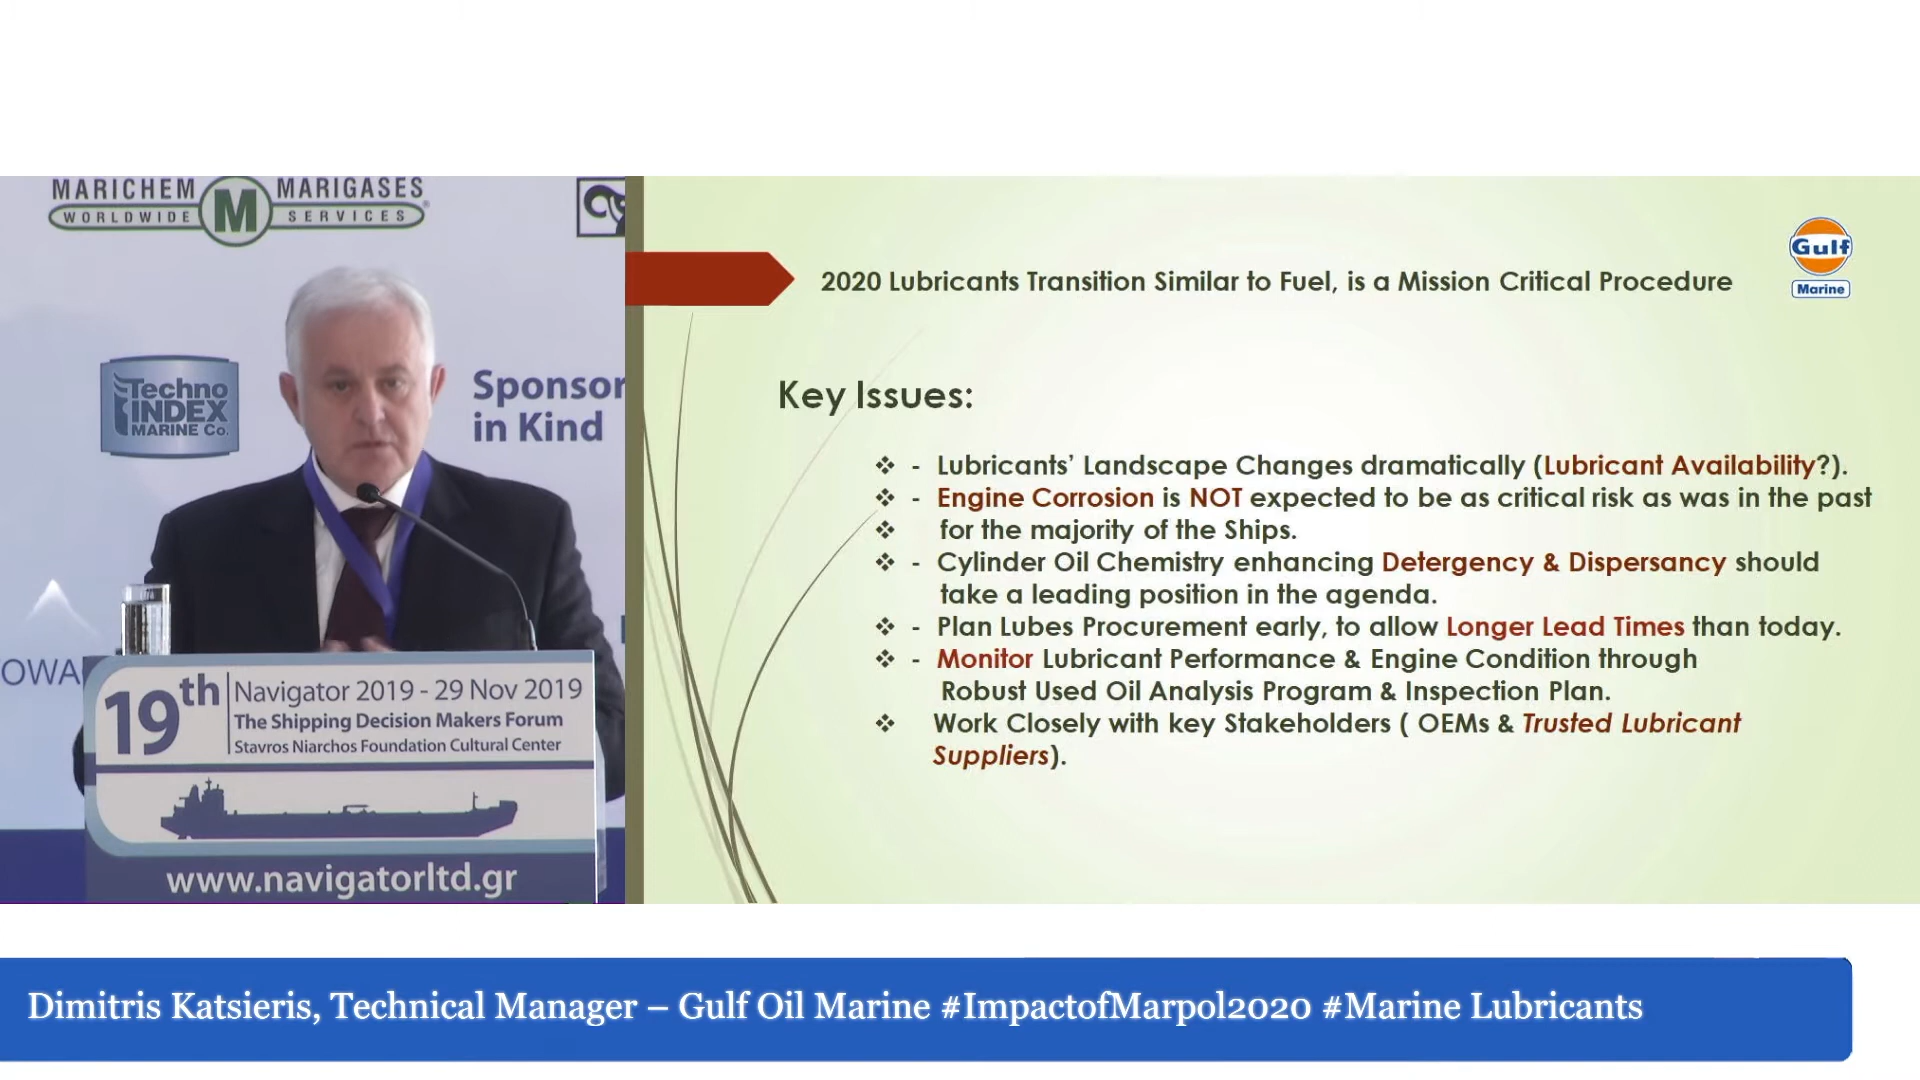 MARICHEM M MARIGASES
WORLDWIDE SERVICES
Techno
INDEX
MARINE Co.
Sponsor
in Kind
OWA
19th
Navigator 2019 - 29 Nov 2019
The Shipping Decision Makers Forum
Stavros Niarchos Foundation Cultural Center
www.navigatorltd.gr
2020 Lubricants Transition Similar to Fuel, is a Mission Critical Procedure
Gulf
Marine
Key Issues:
❖ - Lubricants’ Landscape Changes dramatically (Lubricant Availability?).
❖ - Engine Corrosion is NOT expected to be as critical risk as was in the past
❖ for the majority of the Ships.
❖ - Cylinder Oil Chemistry enhancing Detergency & Dispersancy should
take a leading position in the agenda.
❖ - Plan Lubes Procurement early, to allow Longer Lead Times than today.
❖ - Monitor Lubricant Performance & Engine Condition through
Robust Used Oil Analysis Program & Inspection Plan.
❖ Work Closely with key Stakeholders ( OEMs & Trusted Lubricant
Suppliers).
Dimitris Katsieris, Technical Manager – Gulf Oil Marine #ImpactofMarpol2020 #Marine Lubricants